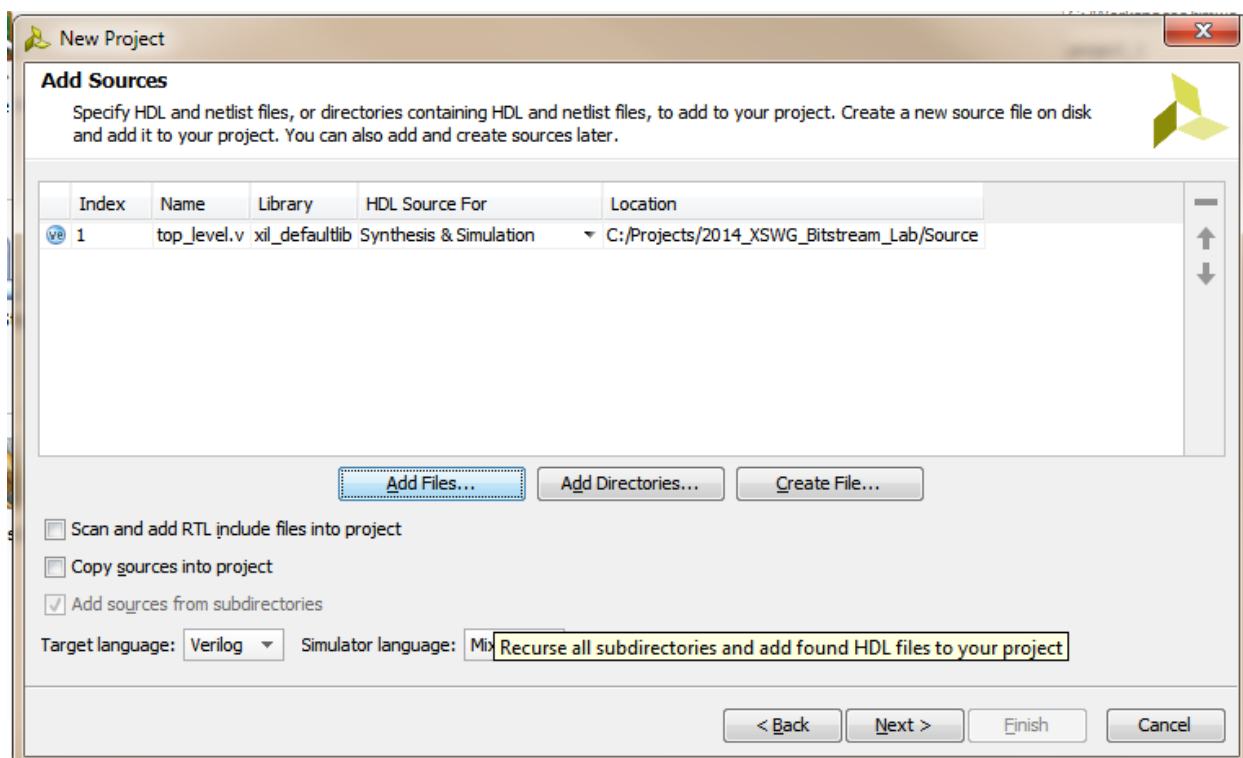 New Project
Add Sources
Specify HDL and netlist files, or directories containing HDL and netlist files, to add to your project. Create a new source file on disk
and add it to your project. You can also add and create sources later.
Index Name Library HDL Source For Location
1 top_level.v xil_defaultlib Synthesis & Simulation C:/Projects/2014_XSWG_Bitstream_Lab/Source
Add Files... Add Directories... Create File...
Scan and add RTL include files into project
Copy sources into project
Add sources from subdirectories
Target language: Verilog Simulator language: Mix
Recurse all subdirectories and add found HDL files to your project
< Back Next > Finish Cancel